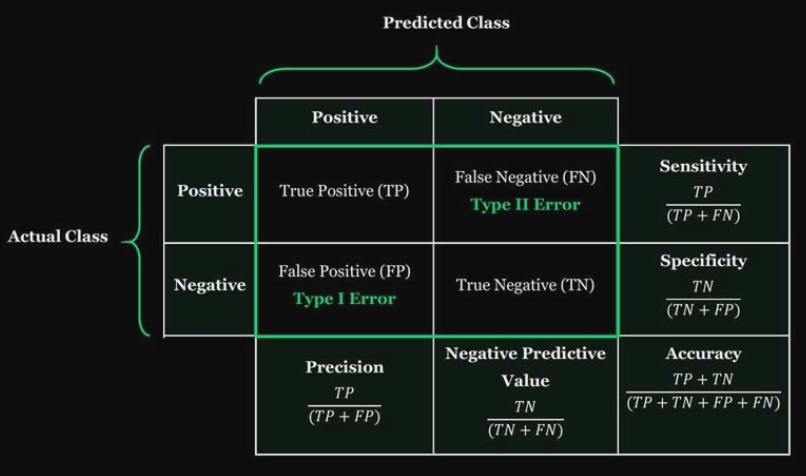 Predicted Class
Positive
Negative
Actual Class
Positive
True Positive (TP)
False Negative (FN)
Type II Error
Sensitivity
TP
(TP + FN)
Negative
False Positive (FP)
Type I Error
True Negative (TN)
Specificity
TN
(TN + FP)
Precision
TP
(TP + FP)
Negative Predictive
Value
TN
(TN + FN)
Accuracy
TP + TN
(TP + TN + FP + FN)